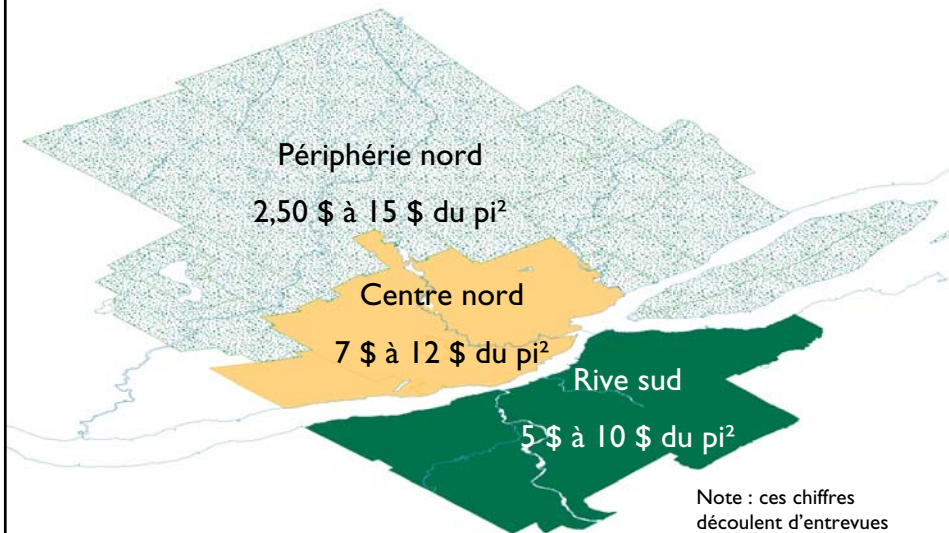 Périphérie nord
2,50 $ à 15 $ du pi²
Centre nord
7 $ à 12 $ du pi²
Rive sud
5 $ à 10 $ du pi²
Note : ces chiffres
découlent d’entrevues